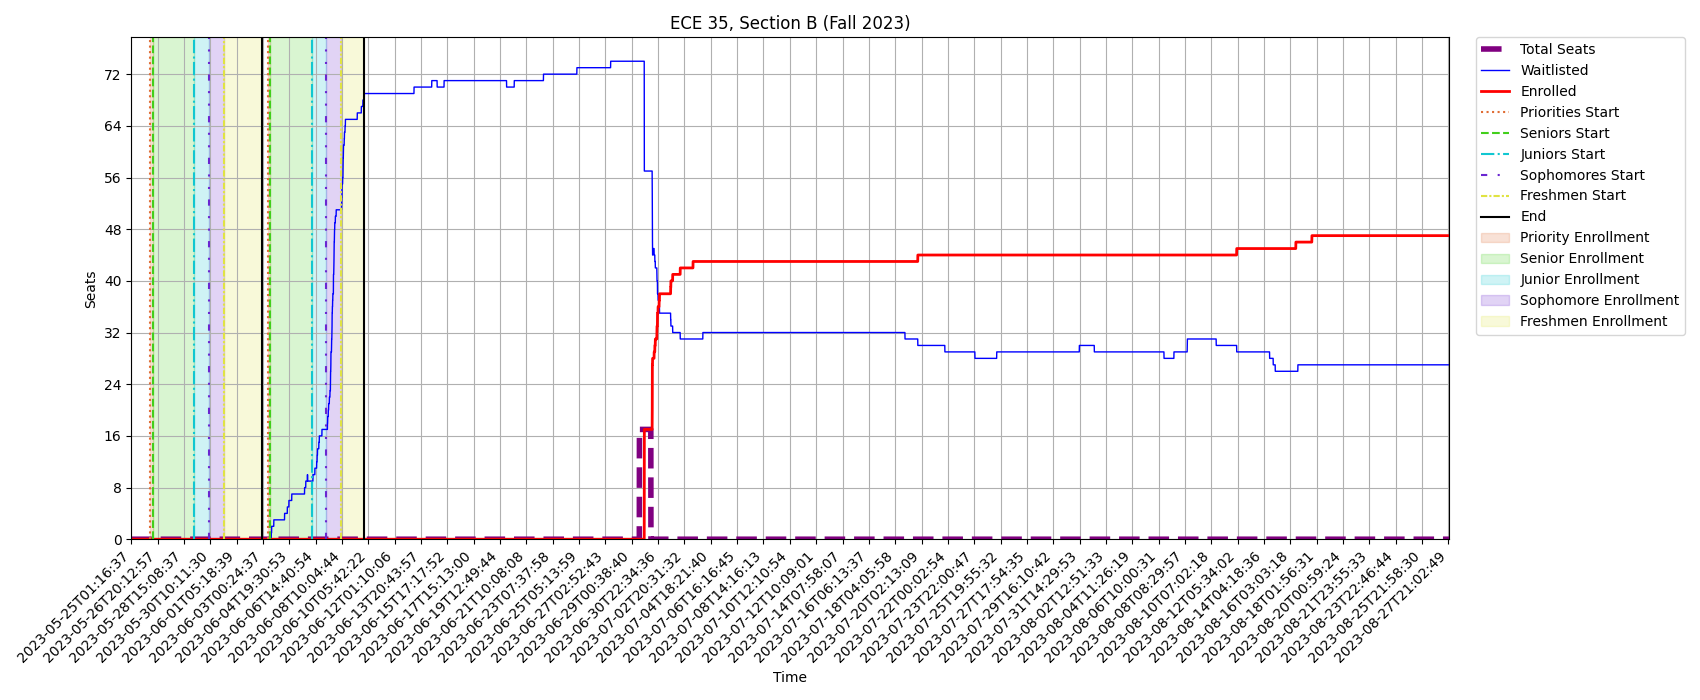 ECE 35, Section B (Fall 2023)
Seats
72
64
56
48
40
32
24
16
8
0
2023-05-25T01:16:37
2023-05-26T20:12:57
2023-05-28T15:08:37
2023-05-30T10:11:30
2023-06-01T05:18:39
2023-06-03T00:24:37
2023-06-04T19:30:53
2023-06-06T14:40:54
2023-06-08T10:04:44
2023-06-10T05:42:22
2023-06-12T01:10:06
2023-06-13T20:43:57
2023-06-15T17:17:52
2023-06-17T15:13:00
2023-06-19T12:49:44
2023-06-21T10:08:05
2023-06-23T07:37:58
2023-06-25T05:13:59
2023-06-27T02:52:43
2023-06-29T00:38:40
2023-06-30T22:34:36
2023-07-02T20:31:32
2023-07-04T18:21:40
2023-07-06T16:16:45
2023-07-08T14:16:13
2023-07-10T12:10:54
2023-07-12T10:09:01
2023-07-14T07:58:07
2023-07-16T06:13:37
2023-07-18T04:05:58
2023-07-20T02:13:09
2023-07-22T00:02:54
2023-07-23T22:00:47
2023-07-25T19:55:32
2023-07-27T17:54:35
2023-07-29T16:10:42
2023-07-31T14:29:53
2023-08-02T12:51:33
2023-08-04T11:26:19
2023-08-06T10:00:31
2023-08-08T08:29:57
2023-08-10T07:02:18
2023-08-12T05:34:02
2023-08-14T04:18:36
2023-08-16T03:03:18
2023-08-18T01:56:31
2023-08-20T00:59:24
2023-08-21T23:55:33
2023-08-23T22:46:44
2023-08-25T21:58:30
2023-08-27T21:02:49
Time
Total Seats
Waitlisted
Enrolled
Priorities Start
Seniors Start
Juniors Start
Sophomores Start
Freshmen Start
End
Priority Enrollment
Senior Enrollment
Junior Enrollment
Sophomore Enrollment
Freshmen Enrollment